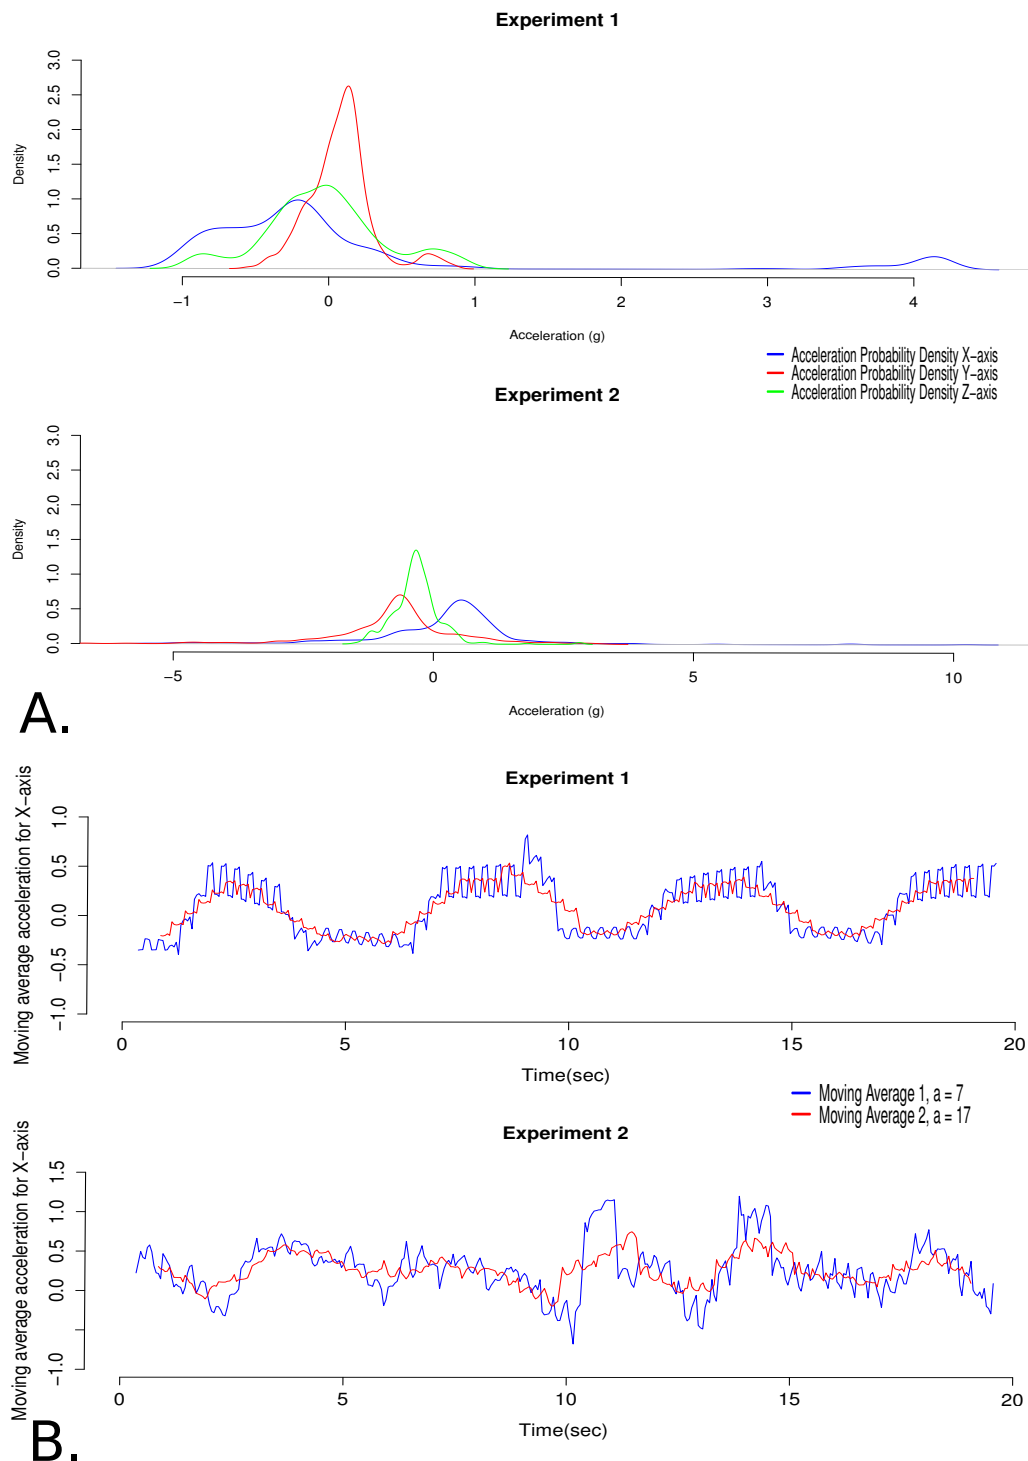 Experiment 1
3.0
2.5
2.0
1.5
1.0
0.5
0.0
Density
−1 0 1 2 3 4
Acceleration (g)
Acceleration Probability Density X−axis
Acceleration Probability Density Y−axis
Acceleration Probability Density Z−axis
Experiment 2
3.0
2.5
2.0
1.5
1.0
0.5
0.0
Density
−5 0 5 10
Acceleration (g)
A.
Experiment 1
Moving average acceleration for X−axis
1.0
0.5
0.0
−0.5
−1.0
0 5 10 15 20
Time(sec)
Moving Average 1, a = 7
Moving Average 2, a = 17
Experiment 2
Moving average acceleration for X−axis
1.5
1.0
0.5
0.0
−1.0
0 5 10 15 20
Time(sec)
B.